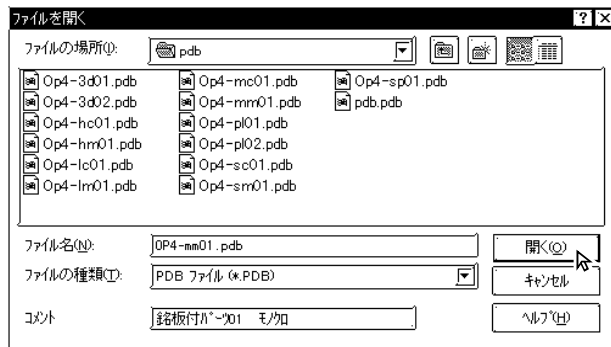 ファイルを開く
ファイルの場所(I):
pdb
Op4-3d01.pdb
Op4-3d02.pdb
Op4-hc01.pdb
Op4-hm01.pdb
Op4-lc01.pdb
Op4-lm01.pdb
Op4-mc01.pdb
Op4-mm01.pdb
Op4-pl01.pdb
Op4-pl02.pdb
Op4-sc01.pdb
Op4-sm01.pdb
Op4-sp01.pdb
pdb.pdb
ファイル名(N): OP4-mm01.pdb
開く(O)
ファイルの種類(T): PDB ファイル (*.PDB)
キャンセル
コメント 銘板付パーツ01 モノクロ
ヘルプ(H)